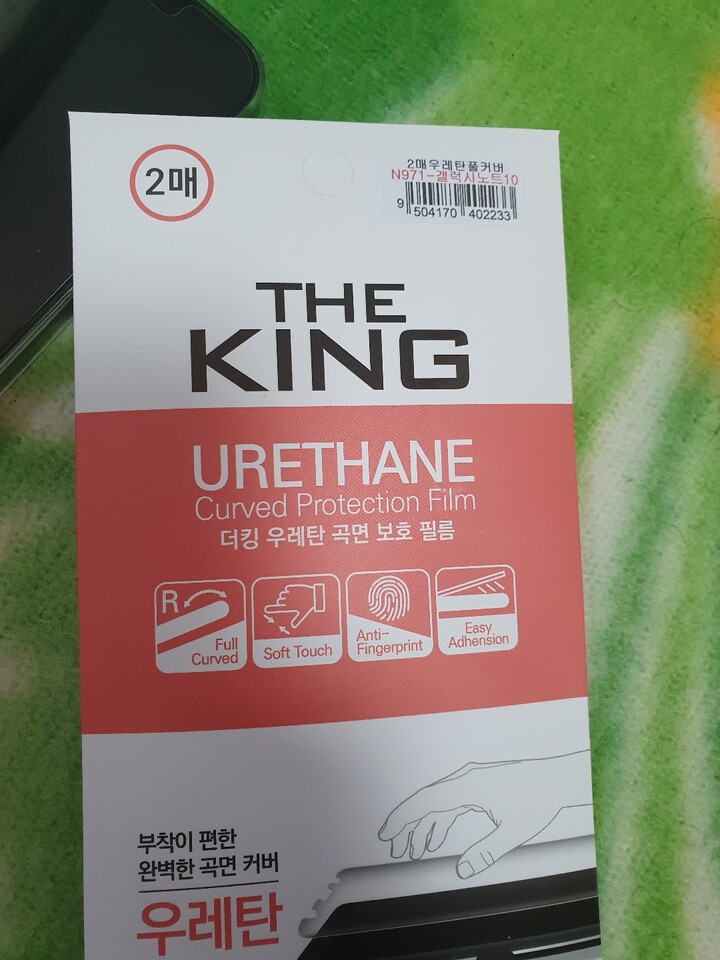 2매
2매우레탄풀커버
N971-갤럭시노트10
9 504170 402233
THE
KING
URETHANE
Curved Protection Film
더킹 우레탄 곡면 보호 필름
R
Full
Curved
Soft Touch
Anti-
Fingerprint
Easy
Adhension
부착이 편한
완벽한 곡면 커버
우레탄